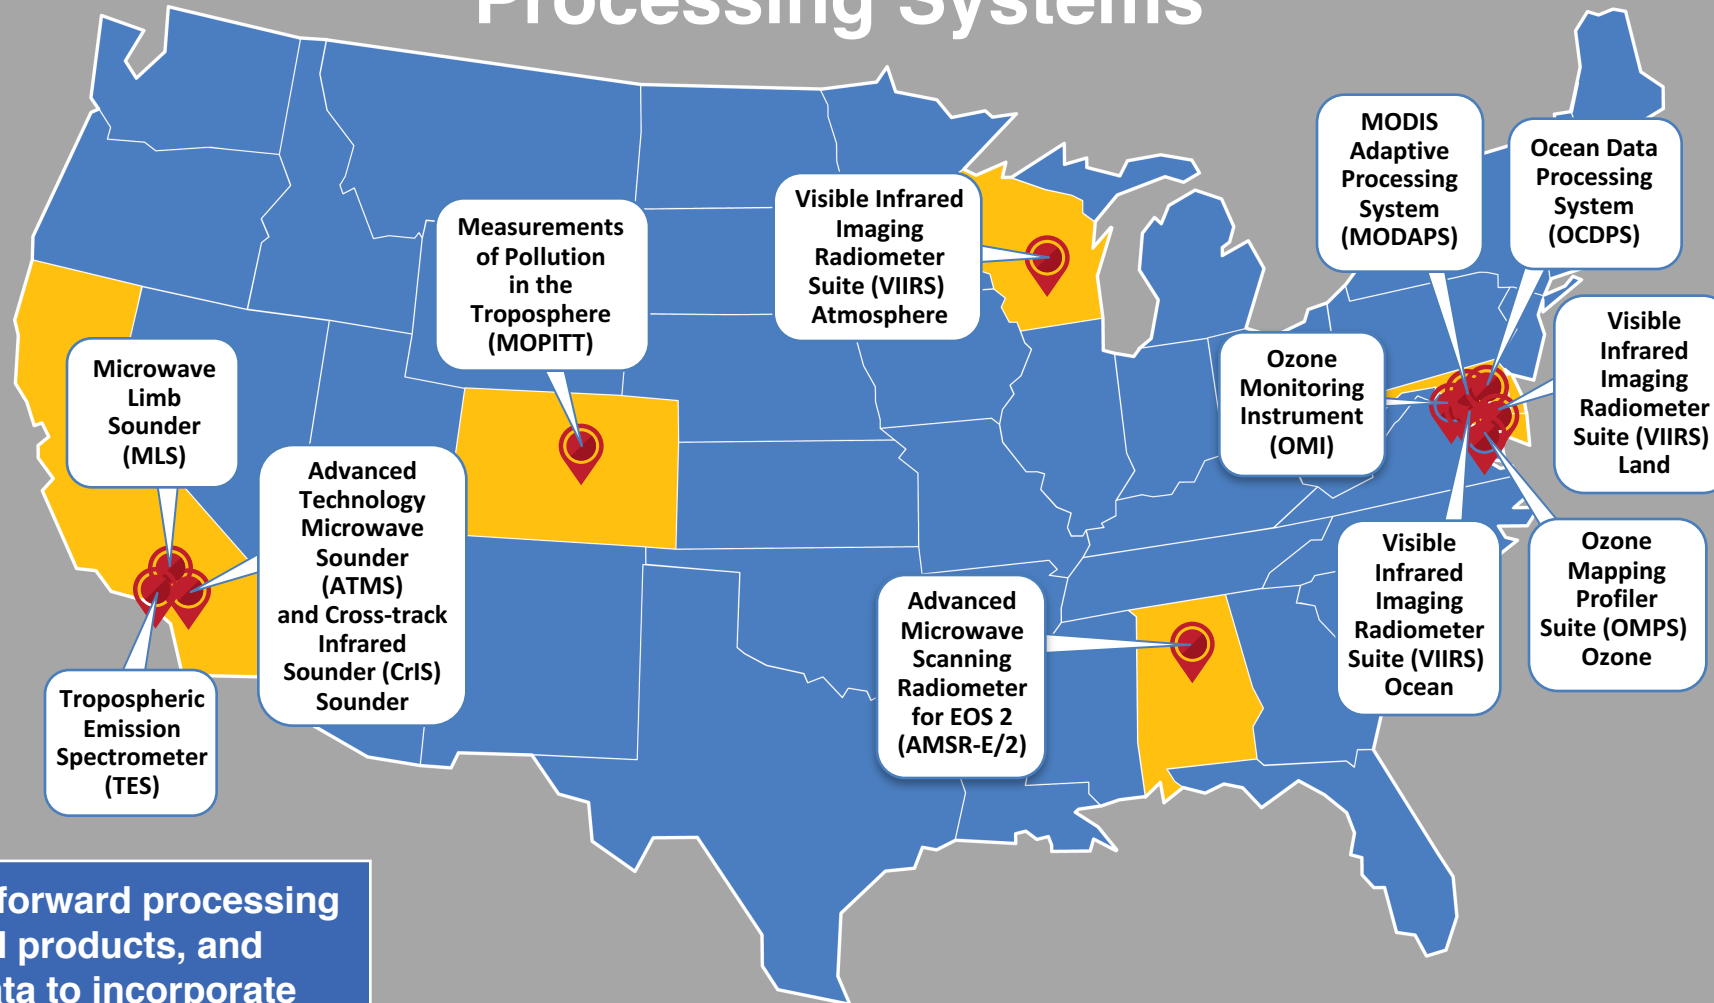 Processing Systems
MODIS
Adaptive
Processing
System
(MODAPS)
Ocean Data
Processing
System
(OCDPS)
Visible Infrared
Imaging
Radiometer
Suite (VIIRS)
Atmosphere
Measurements
of Pollution
in the
Troposphere
(MOPITT)
Visible
Infrared
Imaging
Radiometer
Suite (VIIRS)
Land
Microwave
Limb
Sounder
(MLS)
Ozone
Monitoring
Instrument
(OMI)
Advanced
Technology
Microwave
Sounder
(ATMS)
and Cross-track
Infrared
Sounder (CrIS)
Sounder
Visible
Infrared
Imaging
Radiometer
Suite (VIIRS)
Ocean
Ozone
Mapping
Profiler
Suite (OMPS)
Ozone
Advanced
Microwave
Scanning
Radiometer
for EOS 2
(AMSR-E/2)
Tropospheric
Emission
Spectrometer
(TES)
forward processing
products, and
to incorporate